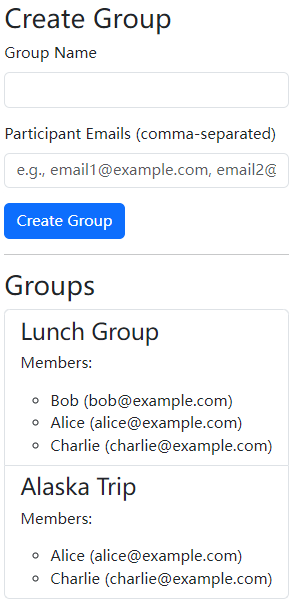 Create Group
Group Name
Participant Emails (comma-separated)
e.g., email1@example.com, email2@
Create Group
Groups
Lunch Group
Members:
Bob (bob@example.com)
Alice (alice@example.com)
Charlie (charlie@example.com)
Alaska Trip
Members:
Alice (alice@example.com)
Charlie (charlie@example.com)